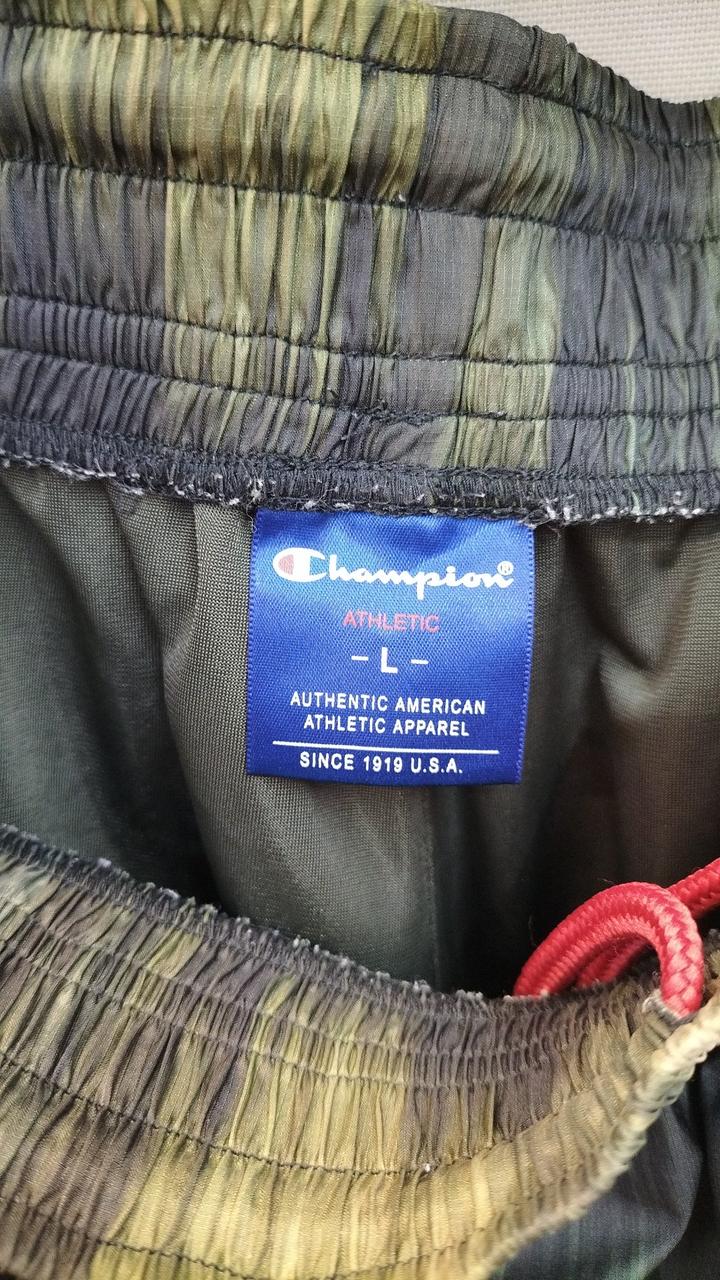 Champion®
ATHLETIC
- L -
AUTHENTIC AMERICAN
ATHLETIC APPAREL
SINCE 1919 U.S.A.